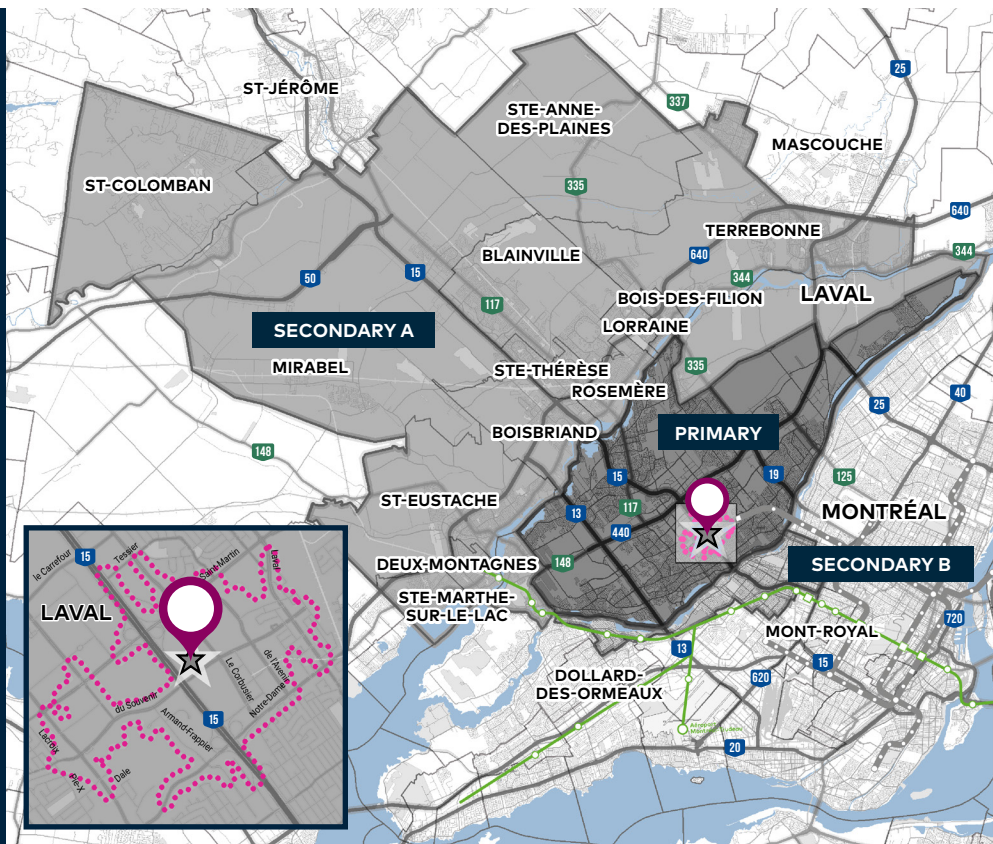 25
ST-JÉRÔME
337
STE-ANNE-
DES-PLAINES
MASCOUCHE
ST-COLOMBAN
335
640
TERREBONNE
344
BLAINVILLE
640
50
15
344
LAVAL
117
BOIS-DES-FILION
SECONDARY A
LORRAINE
MIRABEL
STE-THÉRÈSE
335
ROSEMÈRE
40
25
BOISBRIAND
PRIMARY
148
15
19
125
ST-EUSTACHE
117
13
MONTRÉAL
440
148
DEUX-MONTAGNES
SECONDARY B
STE-MARTHE-
SUR-LE-LAC
720
MONT-ROYAL
13
15
DOLLARD-
DES-ORMEAUX
620
20
15
le Carrefour
Tessier
Saint-Martin
laval
LAVAL
Le Corbusier
de l'Avenir
Notre-Dame
du Souvenir
Armand-Frappier
15
Lacroix
Pie-X
Dale